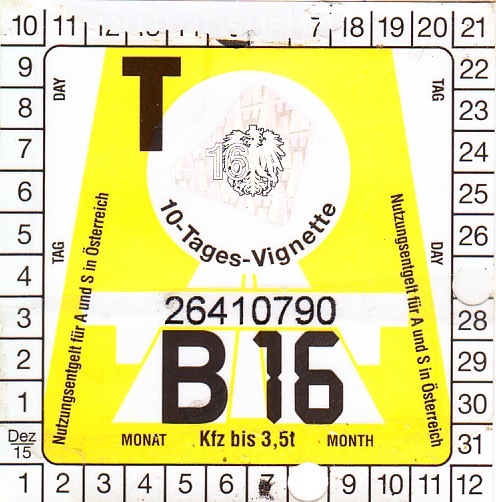 10 11 12 13 7 18 19 20 21
9 22
8 23
7 24
6 25
5 26
4
3 28
2 29
1 30
Dez 15 31
1 2 3 4 5 6 7 9 10 11 12
DAY
TAG
TAG
DAY
T
16
10-Tages-Vignette
Nutzungsentgelt für A und S in Österreich
Nutzungsentgelt für A und S in Österreich
26410790
B 16
MONAT Kfz bis 3,5t MONTH